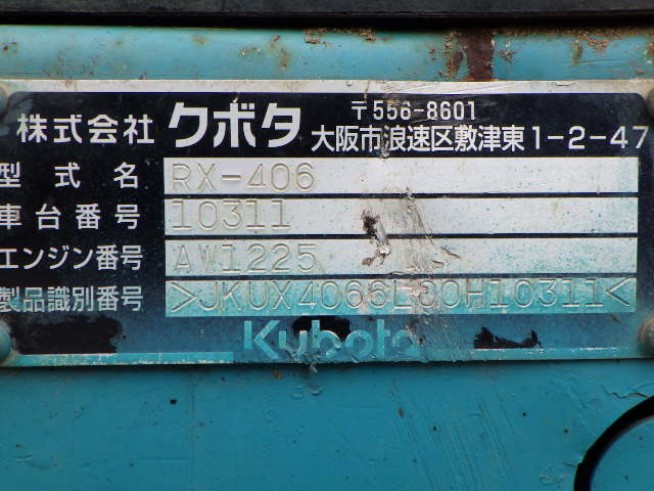 株式会社 クボタ 〒556-8601
大阪市浪速区敷津東1-2-47
型式名 RX-406
車台番号 10311
エンジン番号 AW1225
製品識別番号
Kubota